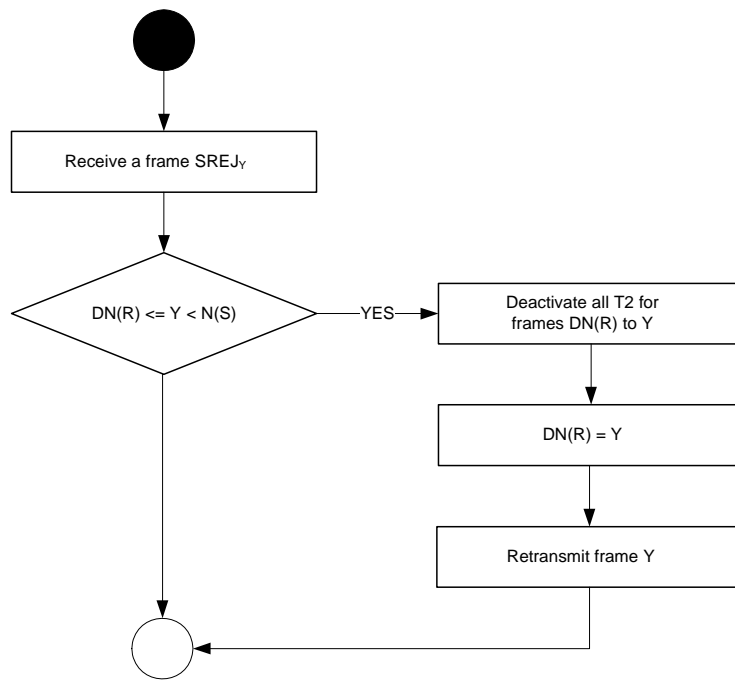 Receive a frame SREJY
DN(R) <= Y < N(S)
YES
Deactivate all T2 for
frames DN(R) to Y
DN(R) = Y
Retransmit frame Y